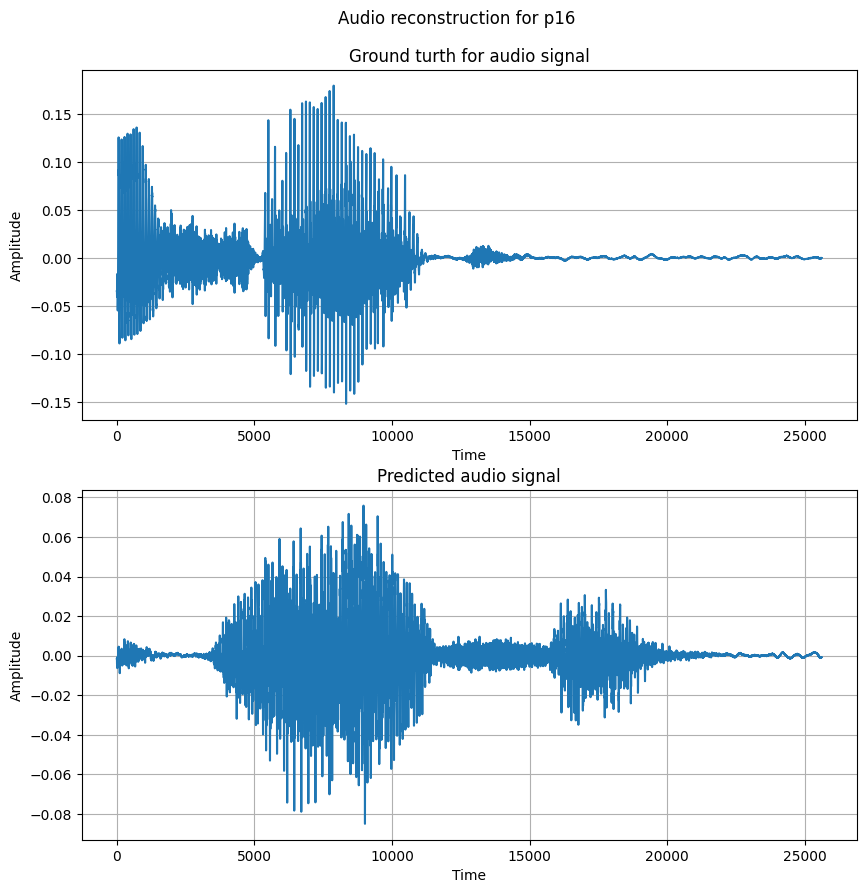 Audio reconstruction for p16
Ground turth for audio signal
0.15
0.10
0.05
0.00
−0.05
−0.10
−0.15
Amplitude
0 5000 10000 15000 20000 25000
Time
Predicted audio signal
0.08
0.06
0.04
0.02
0.00
−0.02
−0.04
−0.06
−0.08
Amplitude
0 5000 10000 15000 20000 25000
Time